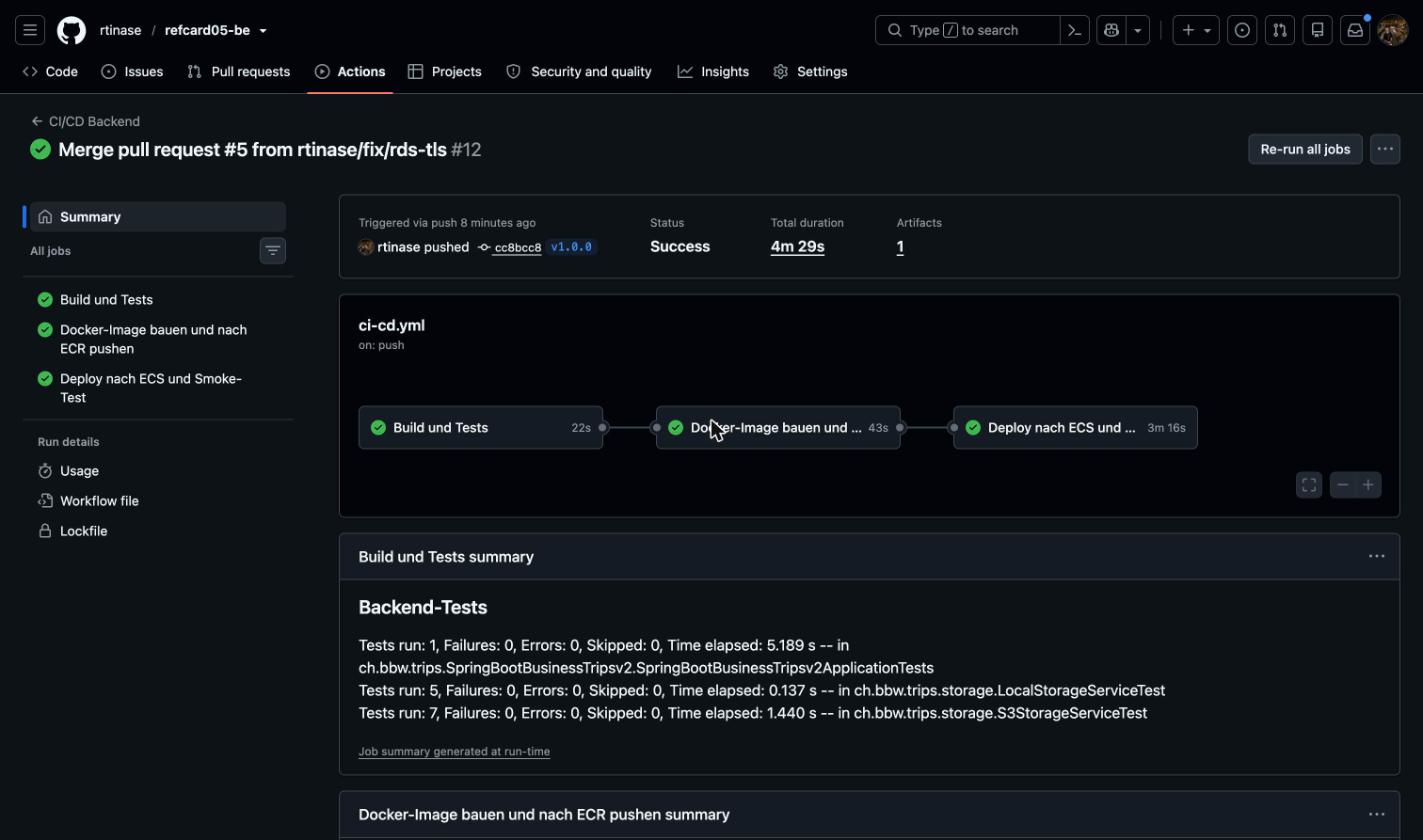 rtinase / refcard05-be
Type / to search
Code
Issues
Pull requests
Actions
Projects
Security and quality
Insights
Settings
← CI/CD Backend
Merge pull request #5 from rtinase/fix/rds-tls #12
Re-run all jobs
Summary
All jobs
Build und Tests
Docker-Image bauen und nach
ECR pushen
Deploy nach ECS und Smoke-
Test
Run details
Usage
Workflow file
Lockfile
Triggered via push 8 minutes ago
rtinase pushed cc8bcc8 v1.0.0
Status
Success
Total duration
4m 29s
Artifacts
1
ci-cd.yml
on: push
Build und Tests 22s
Docker-Image bauen und ... 43s
Deploy nach ECS und ... 3m 16s
Build und Tests summary
Backend-Tests
Tests run: 1, Failures: 0, Errors: 0, Skipped: 0, Time elapsed: 5.189 s -- in
ch.bbw.trips.SpringBootBusinessTripsv2.SpringBootBusinessTripsv2ApplicationTests
Tests run: 5, Failures: 0, Errors: 0, Skipped: 0, Time elapsed: 0.137 s -- in ch.bbw.trips.storage.LocalStorageServiceTest
Tests run: 7, Failures: 0, Errors: 0, Skipped: 0, Time elapsed: 1.440 s -- in ch.bbw.trips.storage.S3StorageServiceTest
Job summary generated at run-time
Docker-Image bauen und nach ECR pushen summary